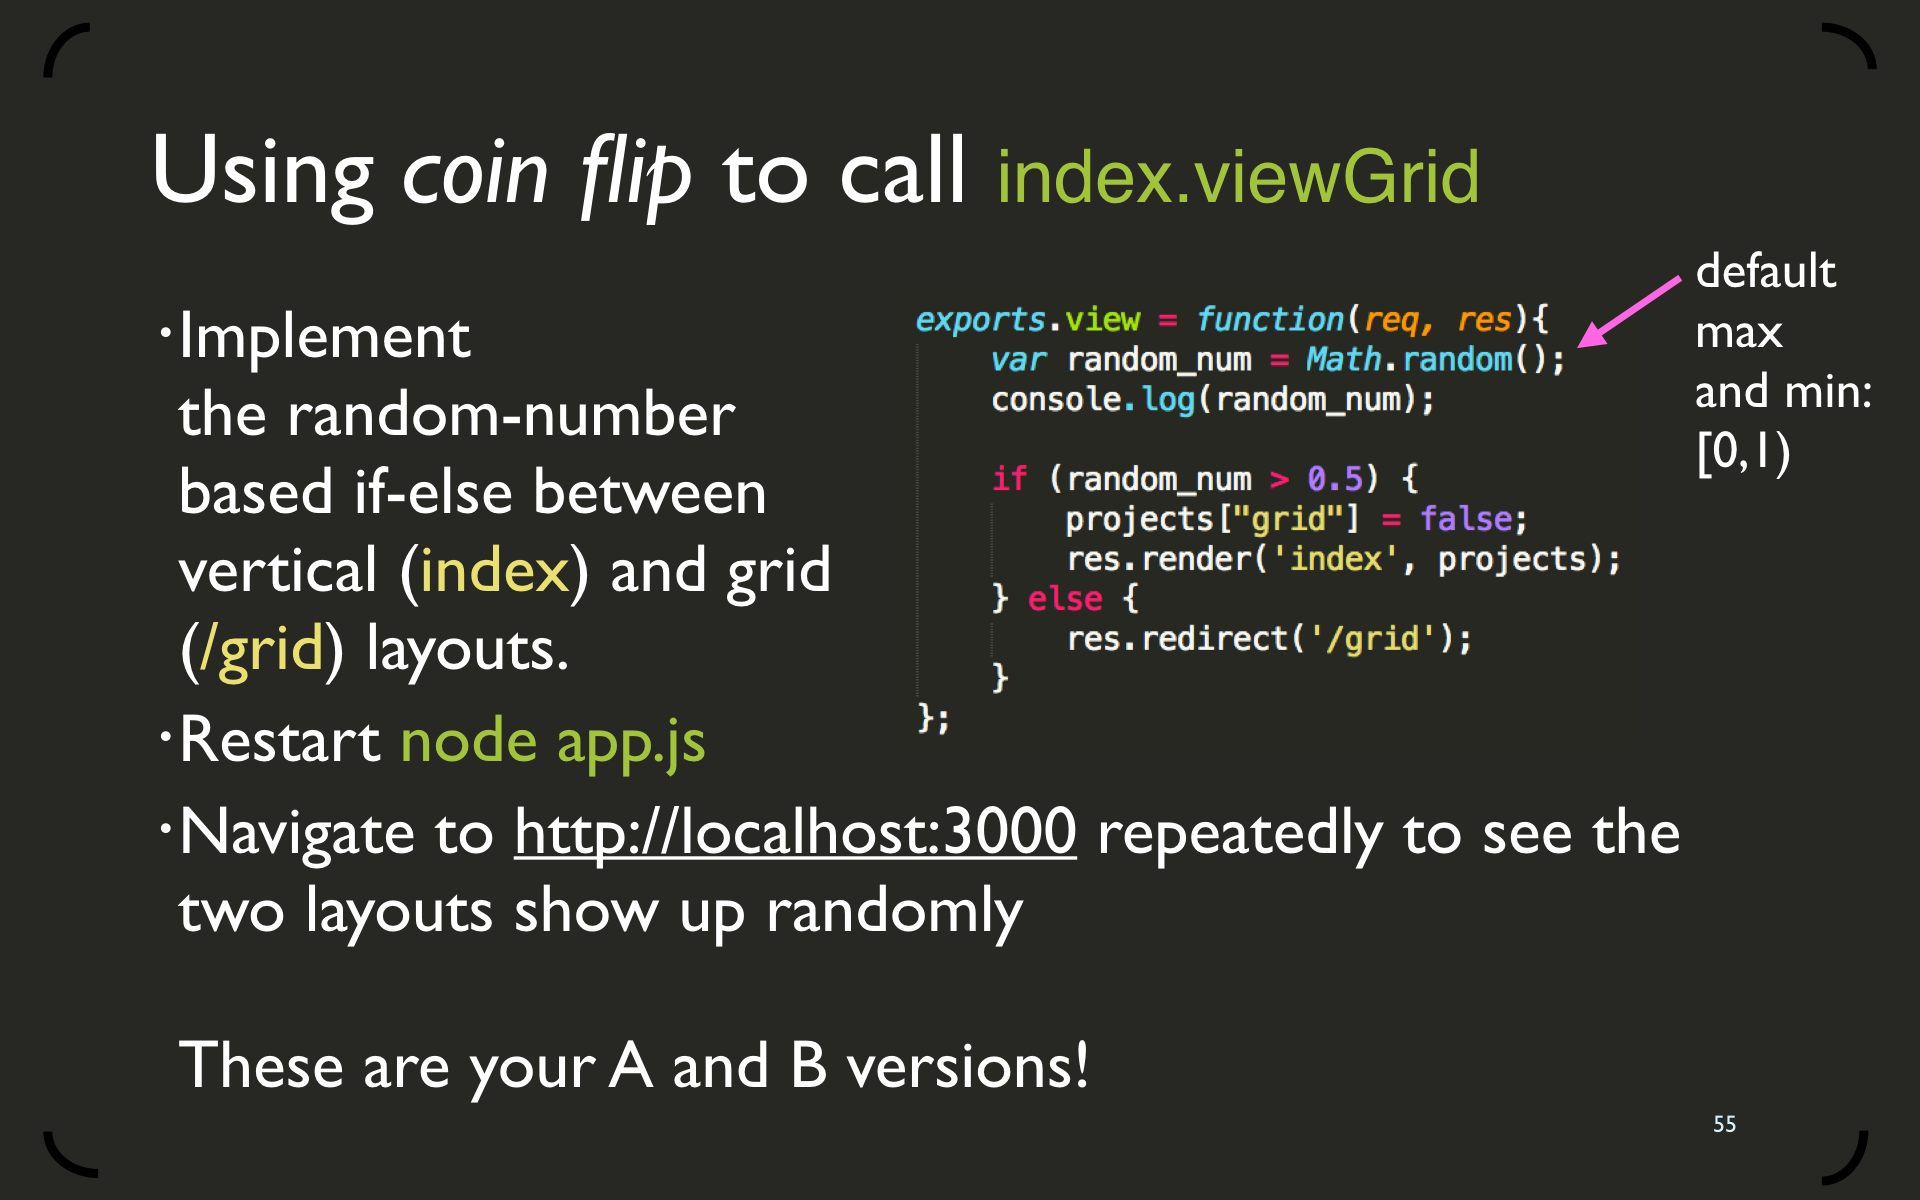 Using coin flip to call index.viewGrid
default
max
and min:
[0,1)
·Implement
the random-number
based if-else between
vertical (index) and grid
(/grid) layouts.
exports.view = function(req, res){
    var random_num = Math.random();
    console.log(random_num);
    if (random_num > 0.5) {
        projects["grid"] = false;
        res.render('index', projects);
    } else {
        res.redirect('/grid');
    }
};
·Restart node app.js
·Navigate to http://localhost:3000 repeatedly to see the
two layouts show up randomly
These are your A and B versions!
55